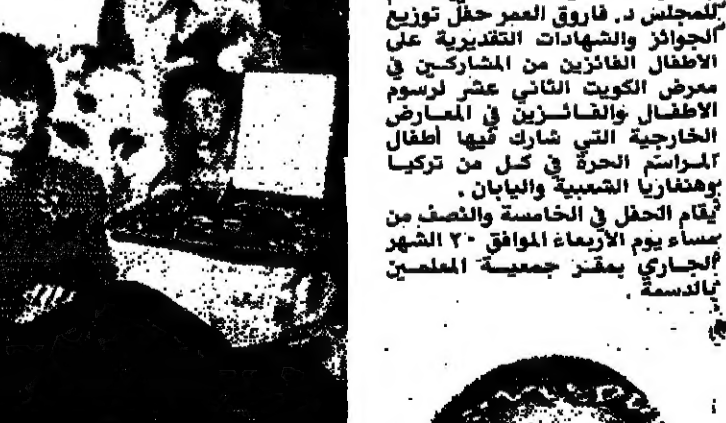 للمجلس د. فاروق العمر حفل توزيع
الجوائز والشهادات التقديرية على
الاطفال الفائزين من المشاركين في
معرض الكويت الثاني عشر لرسوم
الاطفال والفائزين في المعارض
الخارجية التي شارك فيها أطفال
المراسم الحرة في كل من تركيا
وهنغاريا الشعبية واليابان .
يقام الحفل في الخامسة والنصف من
مساء يوم الأربعاء الموافق ٢٠ الشهر
الجاري بمقر جمعية المعلمين
بالدسمة .